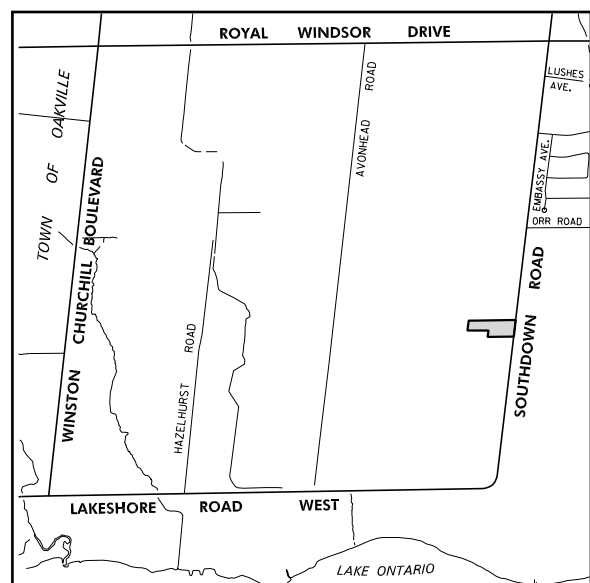 ROYAL WINDSOR DRIVE
LUSHES
AVE.
TOWN OF OAKVILLE
AVONHEAD ROAD
EMBASSY AVE.
ORR ROAD
WINSTON CHURCHILL BOULEVARD
HAZELHURST ROAD
SOUTHDOWN ROAD
LAKESHORE ROAD WEST
LAKE ONTARIO